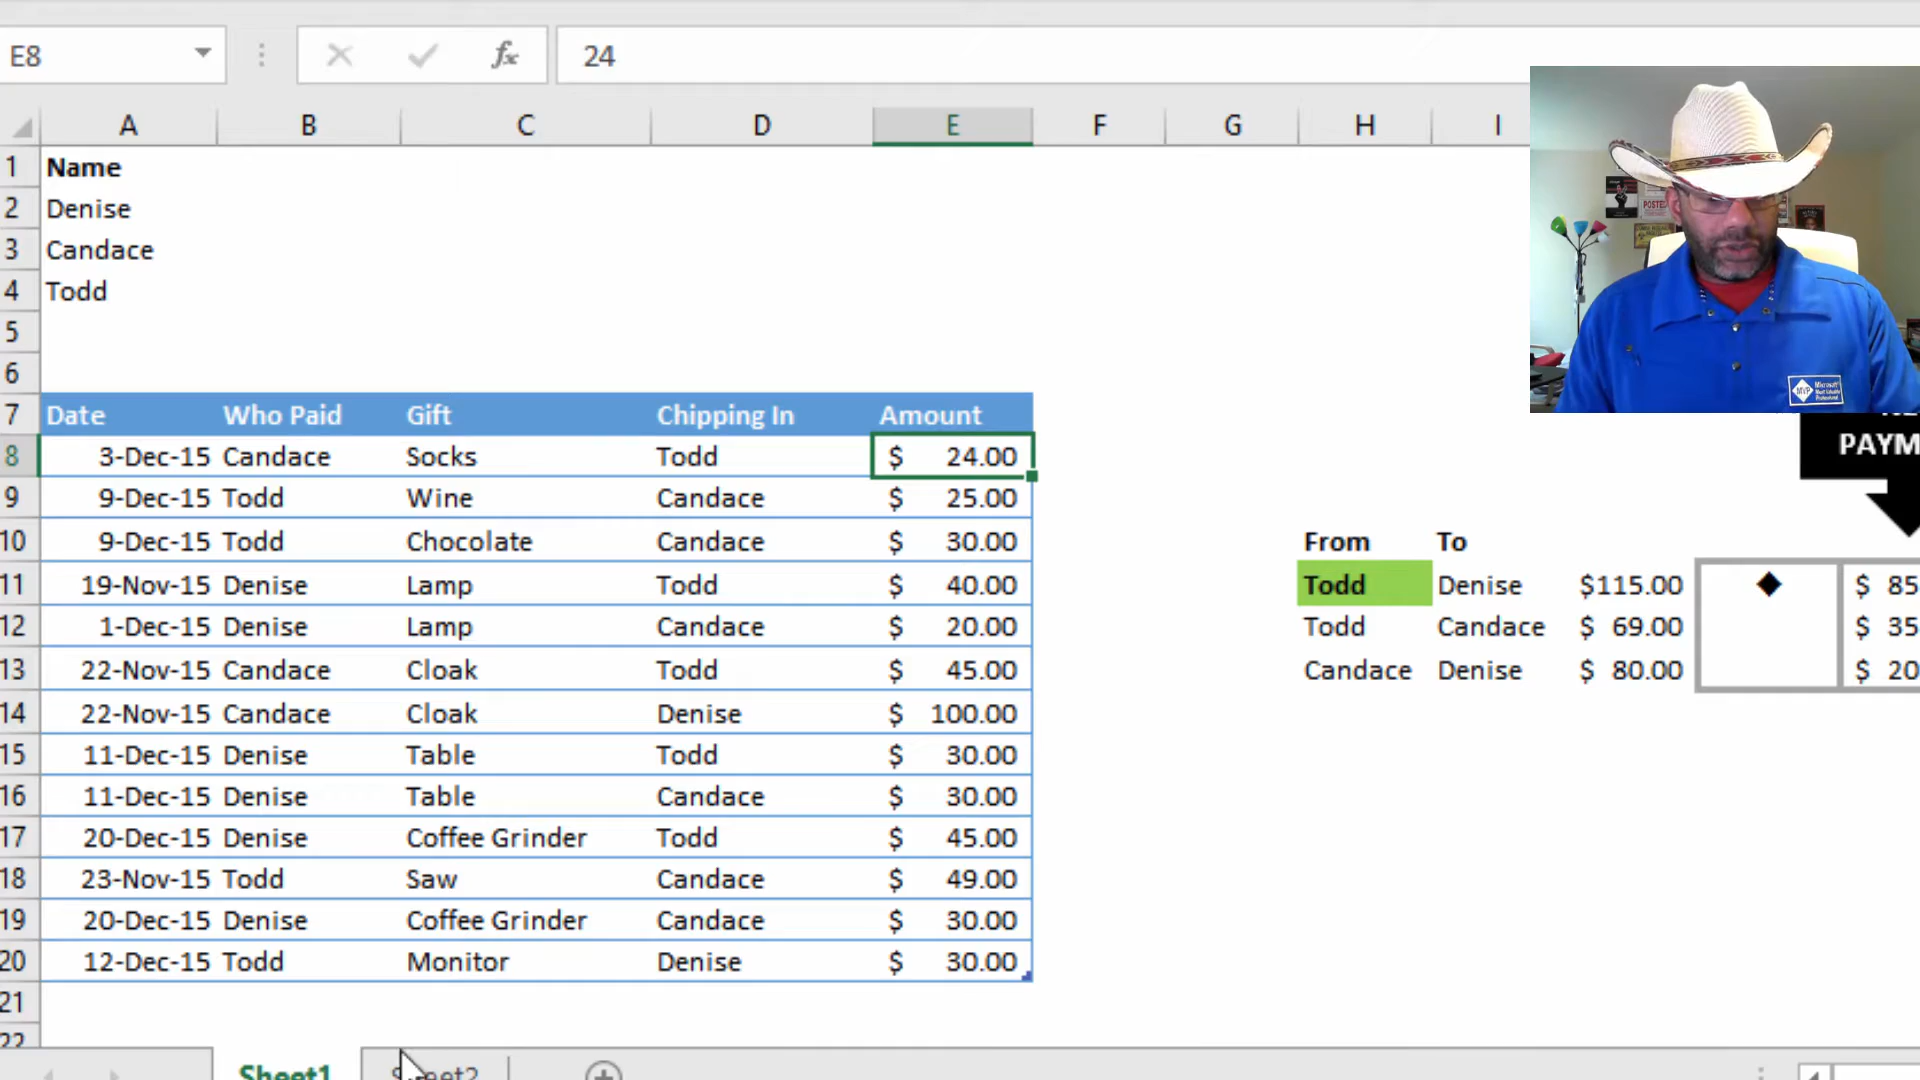 E8 fx 24
A B C D E F G H I
1 Name
2 Denise
3 Candace
4 Todd
5
6
7 Date Who Paid Gift Chipping In Amount
8 3-Dec-15 Candace Socks Todd $ 24.00
9 9-Dec-15 Todd Wine Candace $ 25.00
10 9-Dec-15 Todd Chocolate Candace $ 30.00 From To
11 19-Nov-15 Denise Lamp Todd $ 40.00 Todd Denise $115.00 $ 85
12 1-Dec-15 Denise Lamp Candace $ 20.00 Todd Candace $ 69.00 $ 35
13 22-Nov-15 Candace Cloak Todd $ 45.00 Candace Denise $ 80.00 $ 20
14 22-Nov-15 Candace Cloak Denise $ 100.00
15 11-Dec-15 Denise Table Todd $ 30.00
16 11-Dec-15 Denise Table Candace $ 30.00
17 20-Dec-15 Denise Coffee Grinder Todd $ 45.00
18 23-Nov-15 Todd Saw Candace $ 49.00
19 20-Dec-15 Denise Coffee Grinder Candace $ 30.00
20 12-Dec-15 Todd Monitor Denise $ 30.00
21
22
Sheet1 Sheet2
PAYM
MVP Microsoft Most Valuable Professional